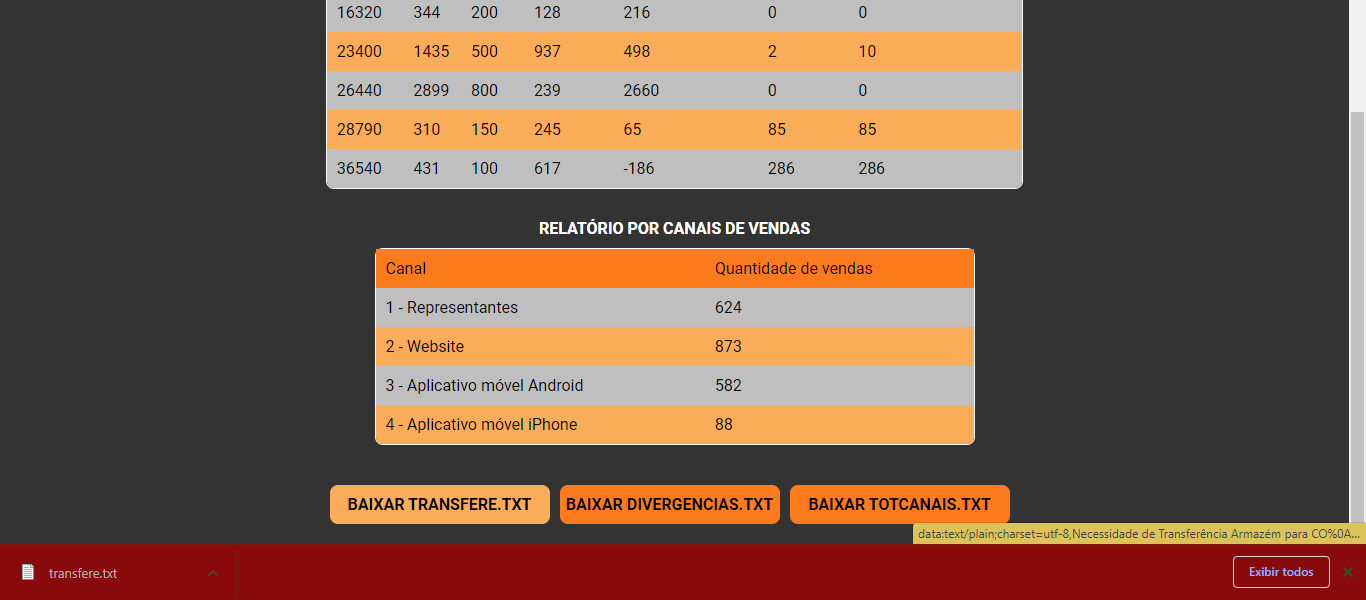 16320 344 200 128 216 0 0
23400 1435 500 937 498 2 10
26440 2899 800 239 2660 0 0
28790 310 150 245 65 85 85
36540 431 100 617 -186 286 286
RELATÓRIO POR CANAIS DE VENDAS
Canal Quantidade de vendas
1 - Representantes 624
2 - Website 873
3 - Aplicativo móvel Android 582
4 - Aplicativo móvel iPhone 88
BAIXAR TRANSFERE.TXT BAIXAR DIVERGENCIAS.TXT BAIXAR TOTCANAIS.TXT
data:text/plain;charset=utf-8,Necessidade de Transferência Armazém para CO%0A...
transfere.txt Exibir todos